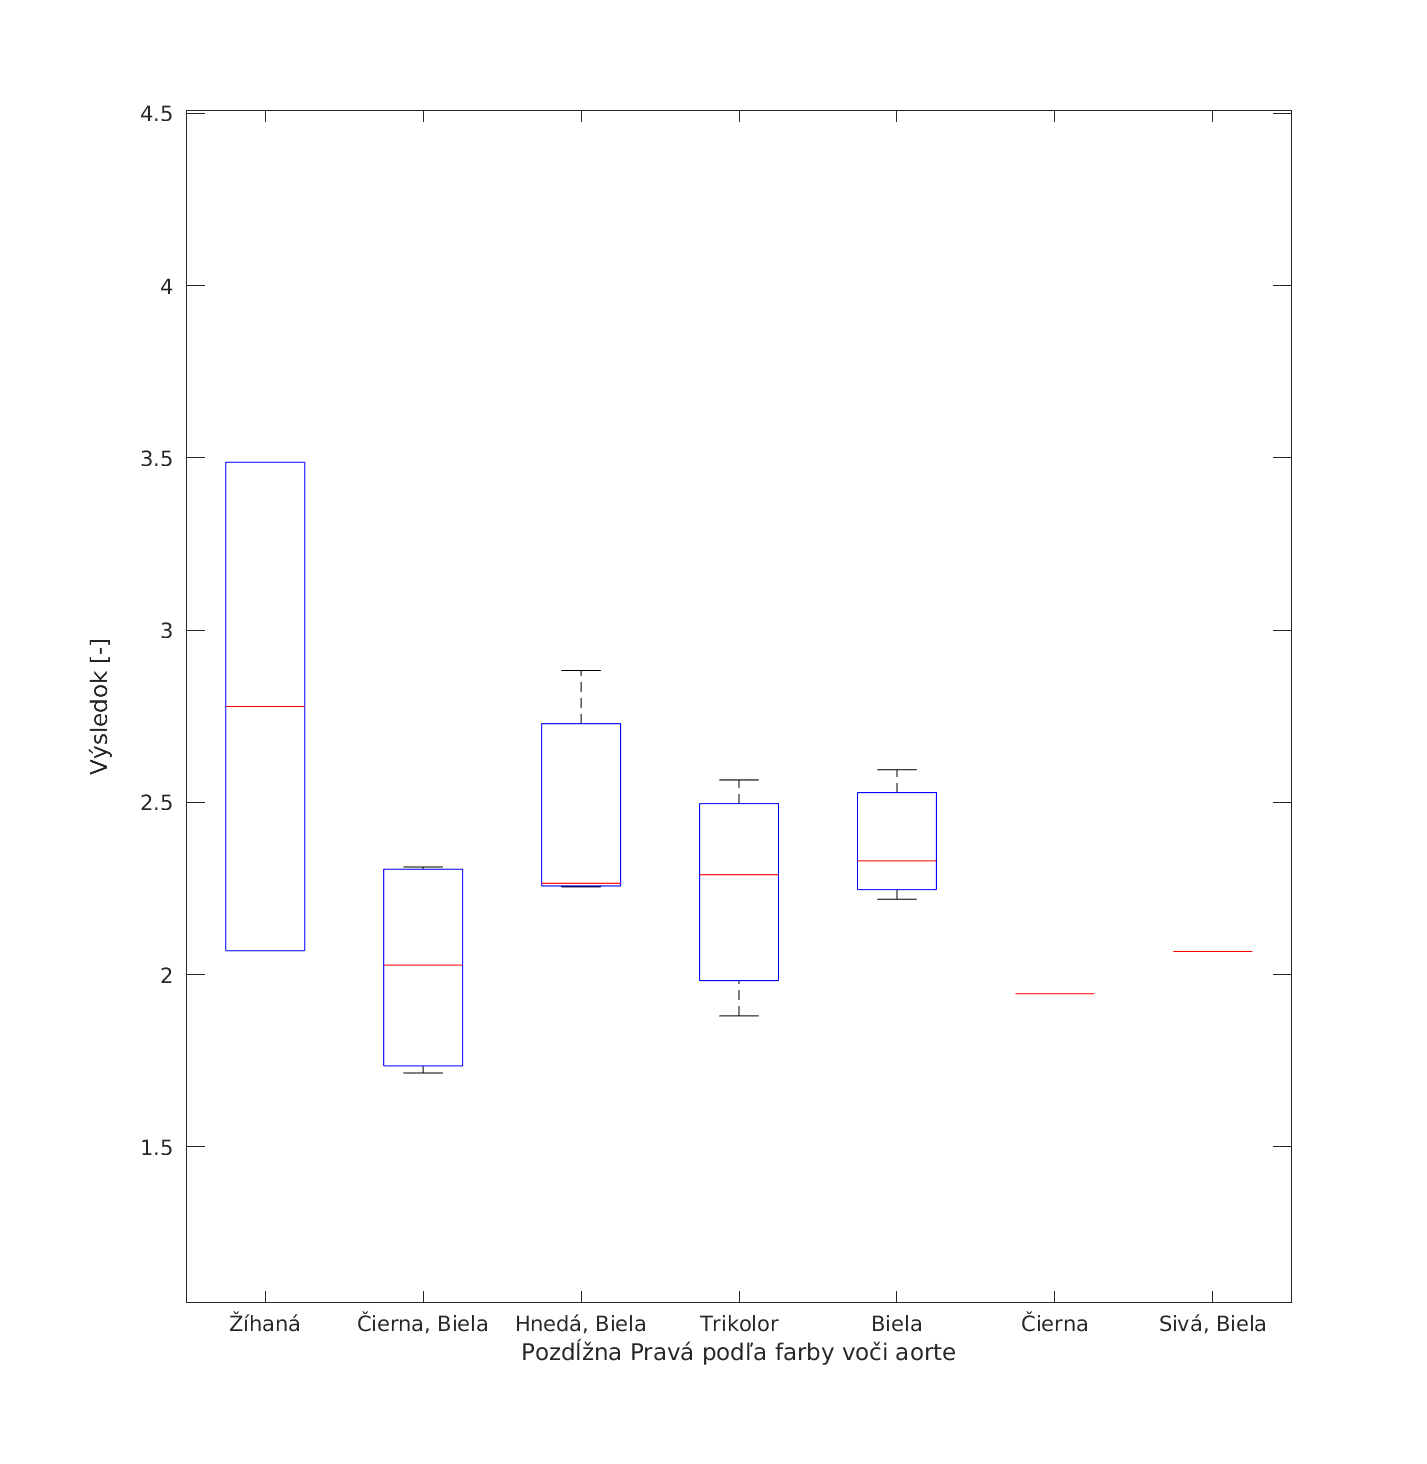 4.5
4
3.5
3
2.5
2
1.5
Výsledok [-]
Žíhaná Čierna, Biela Hnedá, Biela Trikolor Biela Čierna Sivá, Biela
Pozdĺžna Pravá podľa farby voči aorte